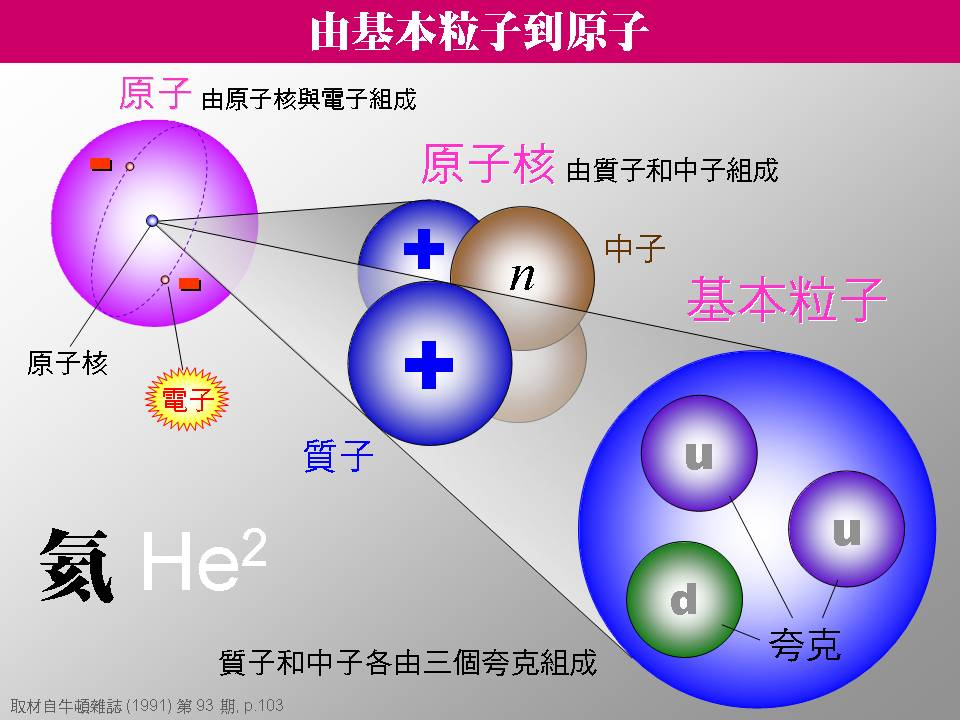 由基本粒子到原子
原子 由原子核與電子組成
原子核 由質子和中子組成
+
n
中子
基本粒子
+
原子核
電子
質子
u
u
d
氦 He²
夸克
質子和中子各由三個夸克組成
取材自牛頓雜誌 (1991) 第 93 期, p.103